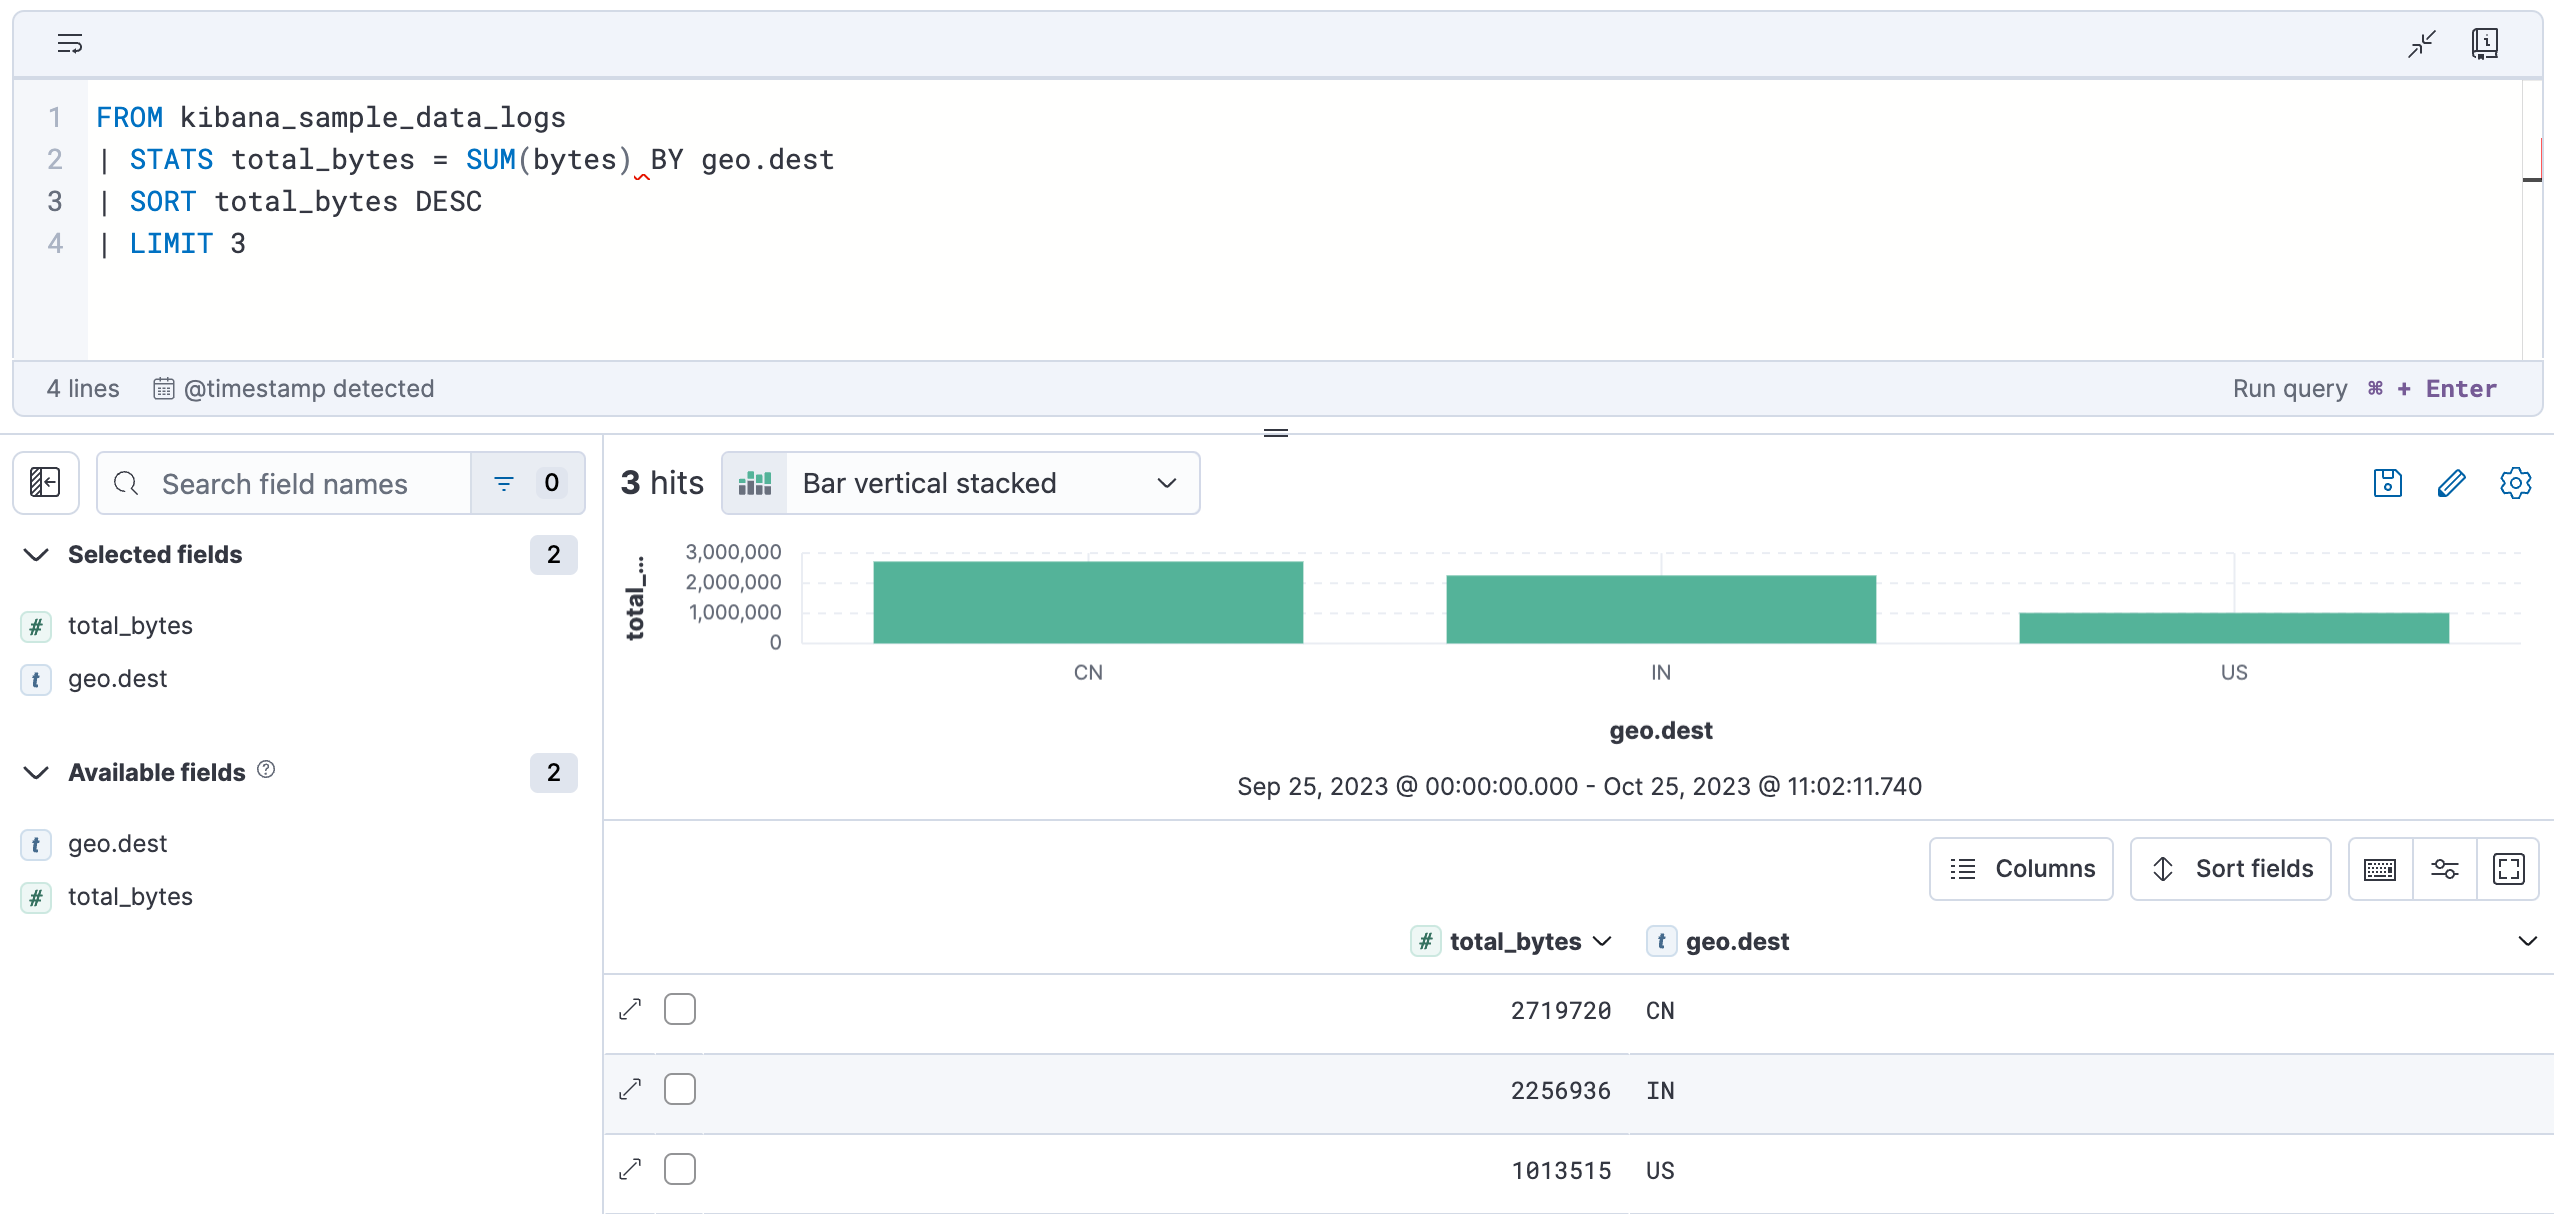 1 FROM kibana_sample_data_logs
2 | STATS total_bytes = SUM(bytes) BY geo.dest
3 | SORT total_bytes DESC
4 | LIMIT 3
4 lines @timestamp detected Run query ⌘ + Enter
Search field names 0
3 hits Bar vertical stacked
Selected fields 2
# total_bytes
t geo.dest
Available fields 2
t geo.dest
# total_bytes
total_...
3,000,000
2,000,000
1,000,000
0
CN IN US
geo.dest
Sep 25, 2023 @ 00:00:00.000 - Oct 25, 2023 @ 11:02:11.740
Columns Sort fields
# total_bytes t geo.dest
2719720 CN
2256936 IN
1013515 US